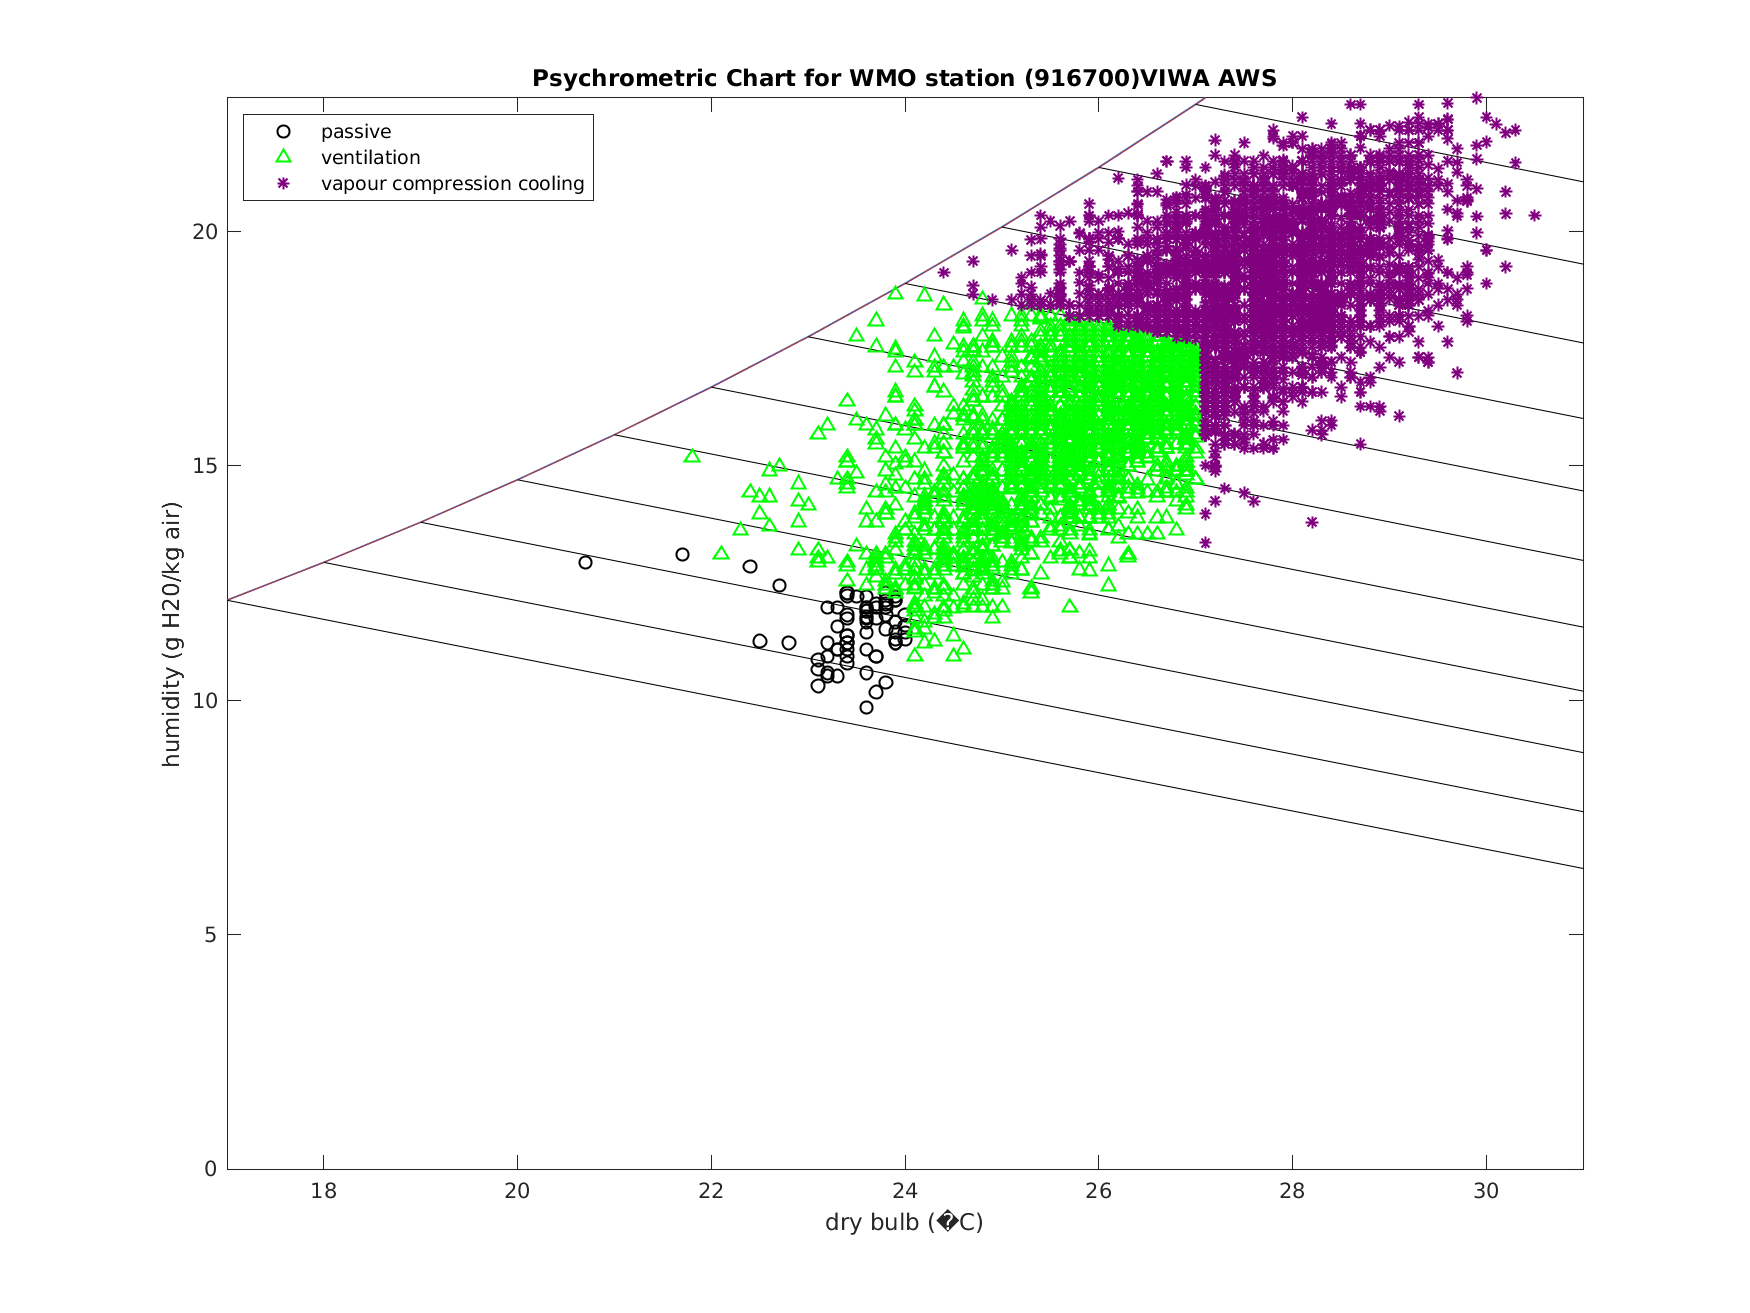 Psychrometric Chart for WMO station (916700)VIWA AWS
passive
ventilation
vapour compression cooling
humidity (g H20/kg air)
20
15
10
5
0
18 20 22 24 26 28 30
dry bulb (�C)